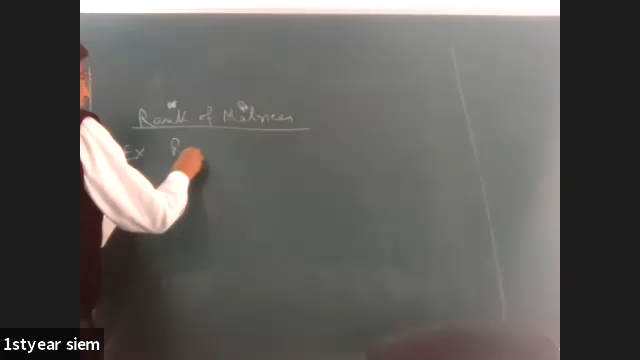 Rank of Matrices
Ex
1styear siem